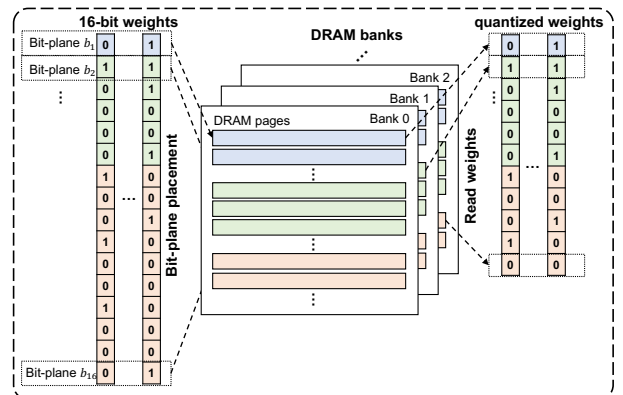 16-bit weights
Bit-plane b₁ 0 1
Bit-plane b₂ 1 1
⋮ 0 1
0 0
0 0
0 1
1 0
0 ... 0
0 1
1 0
0 0
0 0
1 0
0 0
0 0
Bit-plane b₁₆ 0 1
Bit-plane placement
DRAM banks
⋮
Bank 2
Bank 1
Bank 0
DRAM pages
⋮
⋮
⋮
Read weights
quantized weights
0 1
1 1
⋮ 0 1
0 0
0 0
0 1
1 ... 0
0 0
0 1
1 0
0 0